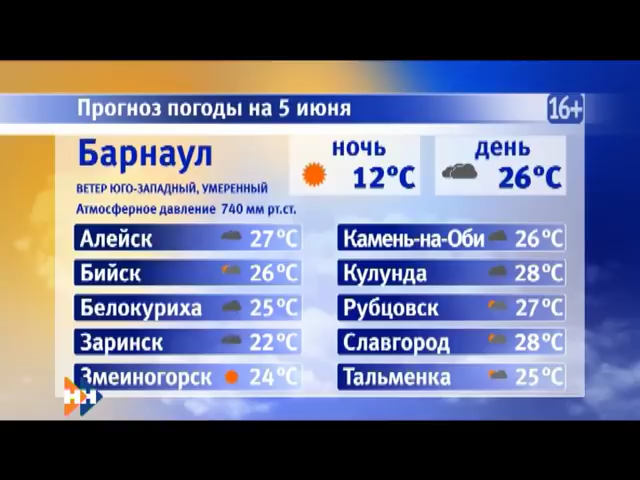 Прогноз погоды на 5 июня
16+
Барнаул
ночь
12°C
день
26°C
ВЕТЕР ЮГО-ЗАПАДНЫЙ, УМЕРЕННЫЙ
Атмосферное давление 740 мм рт.ст.
Алейск 27°C
Бийск 26°C
Белокуриха 25°C
Заринск 22°C
Змеиногорск 24°C
Камень-на-Оби 26°C
Кулунда 28°C
Рубцовск 27°C
Славгород 28°C
Тальменка 25°C
НН